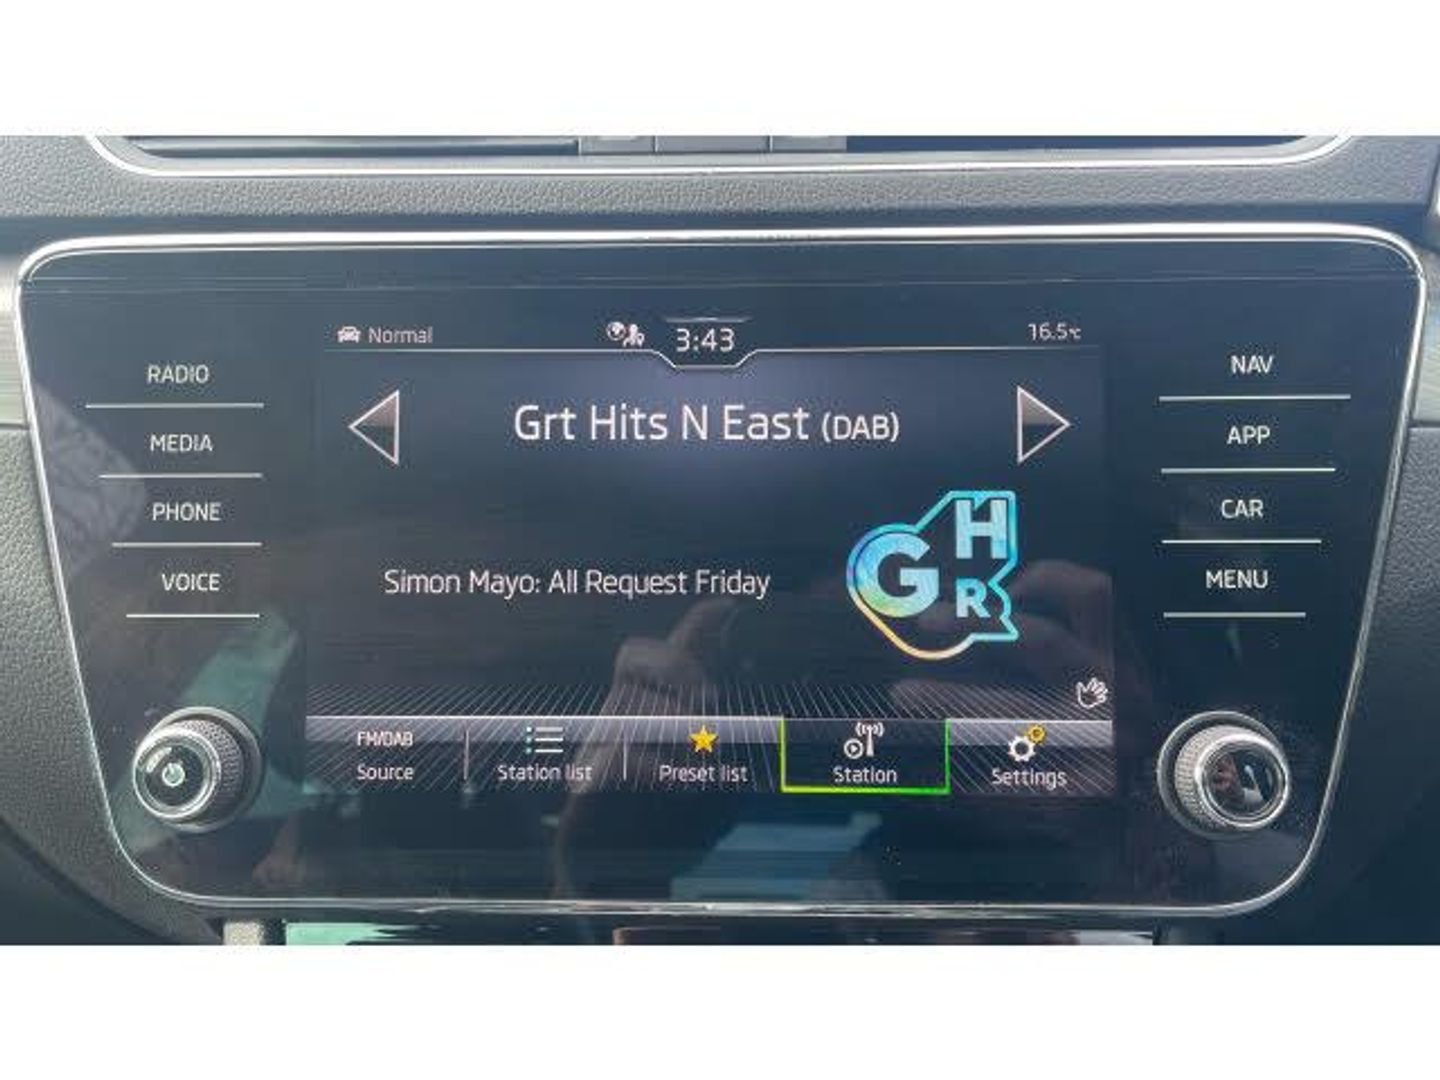 Normal
3:43
16.5°C
RADIO
MEDIA
PHONE
VOICE
Grt Hits N East (DAB)
Simon Mayo: All Request Friday
G H R
NAV
APP
CAR
MENU
FM/DAB
Source
Station list
Preset list
Station
Settings